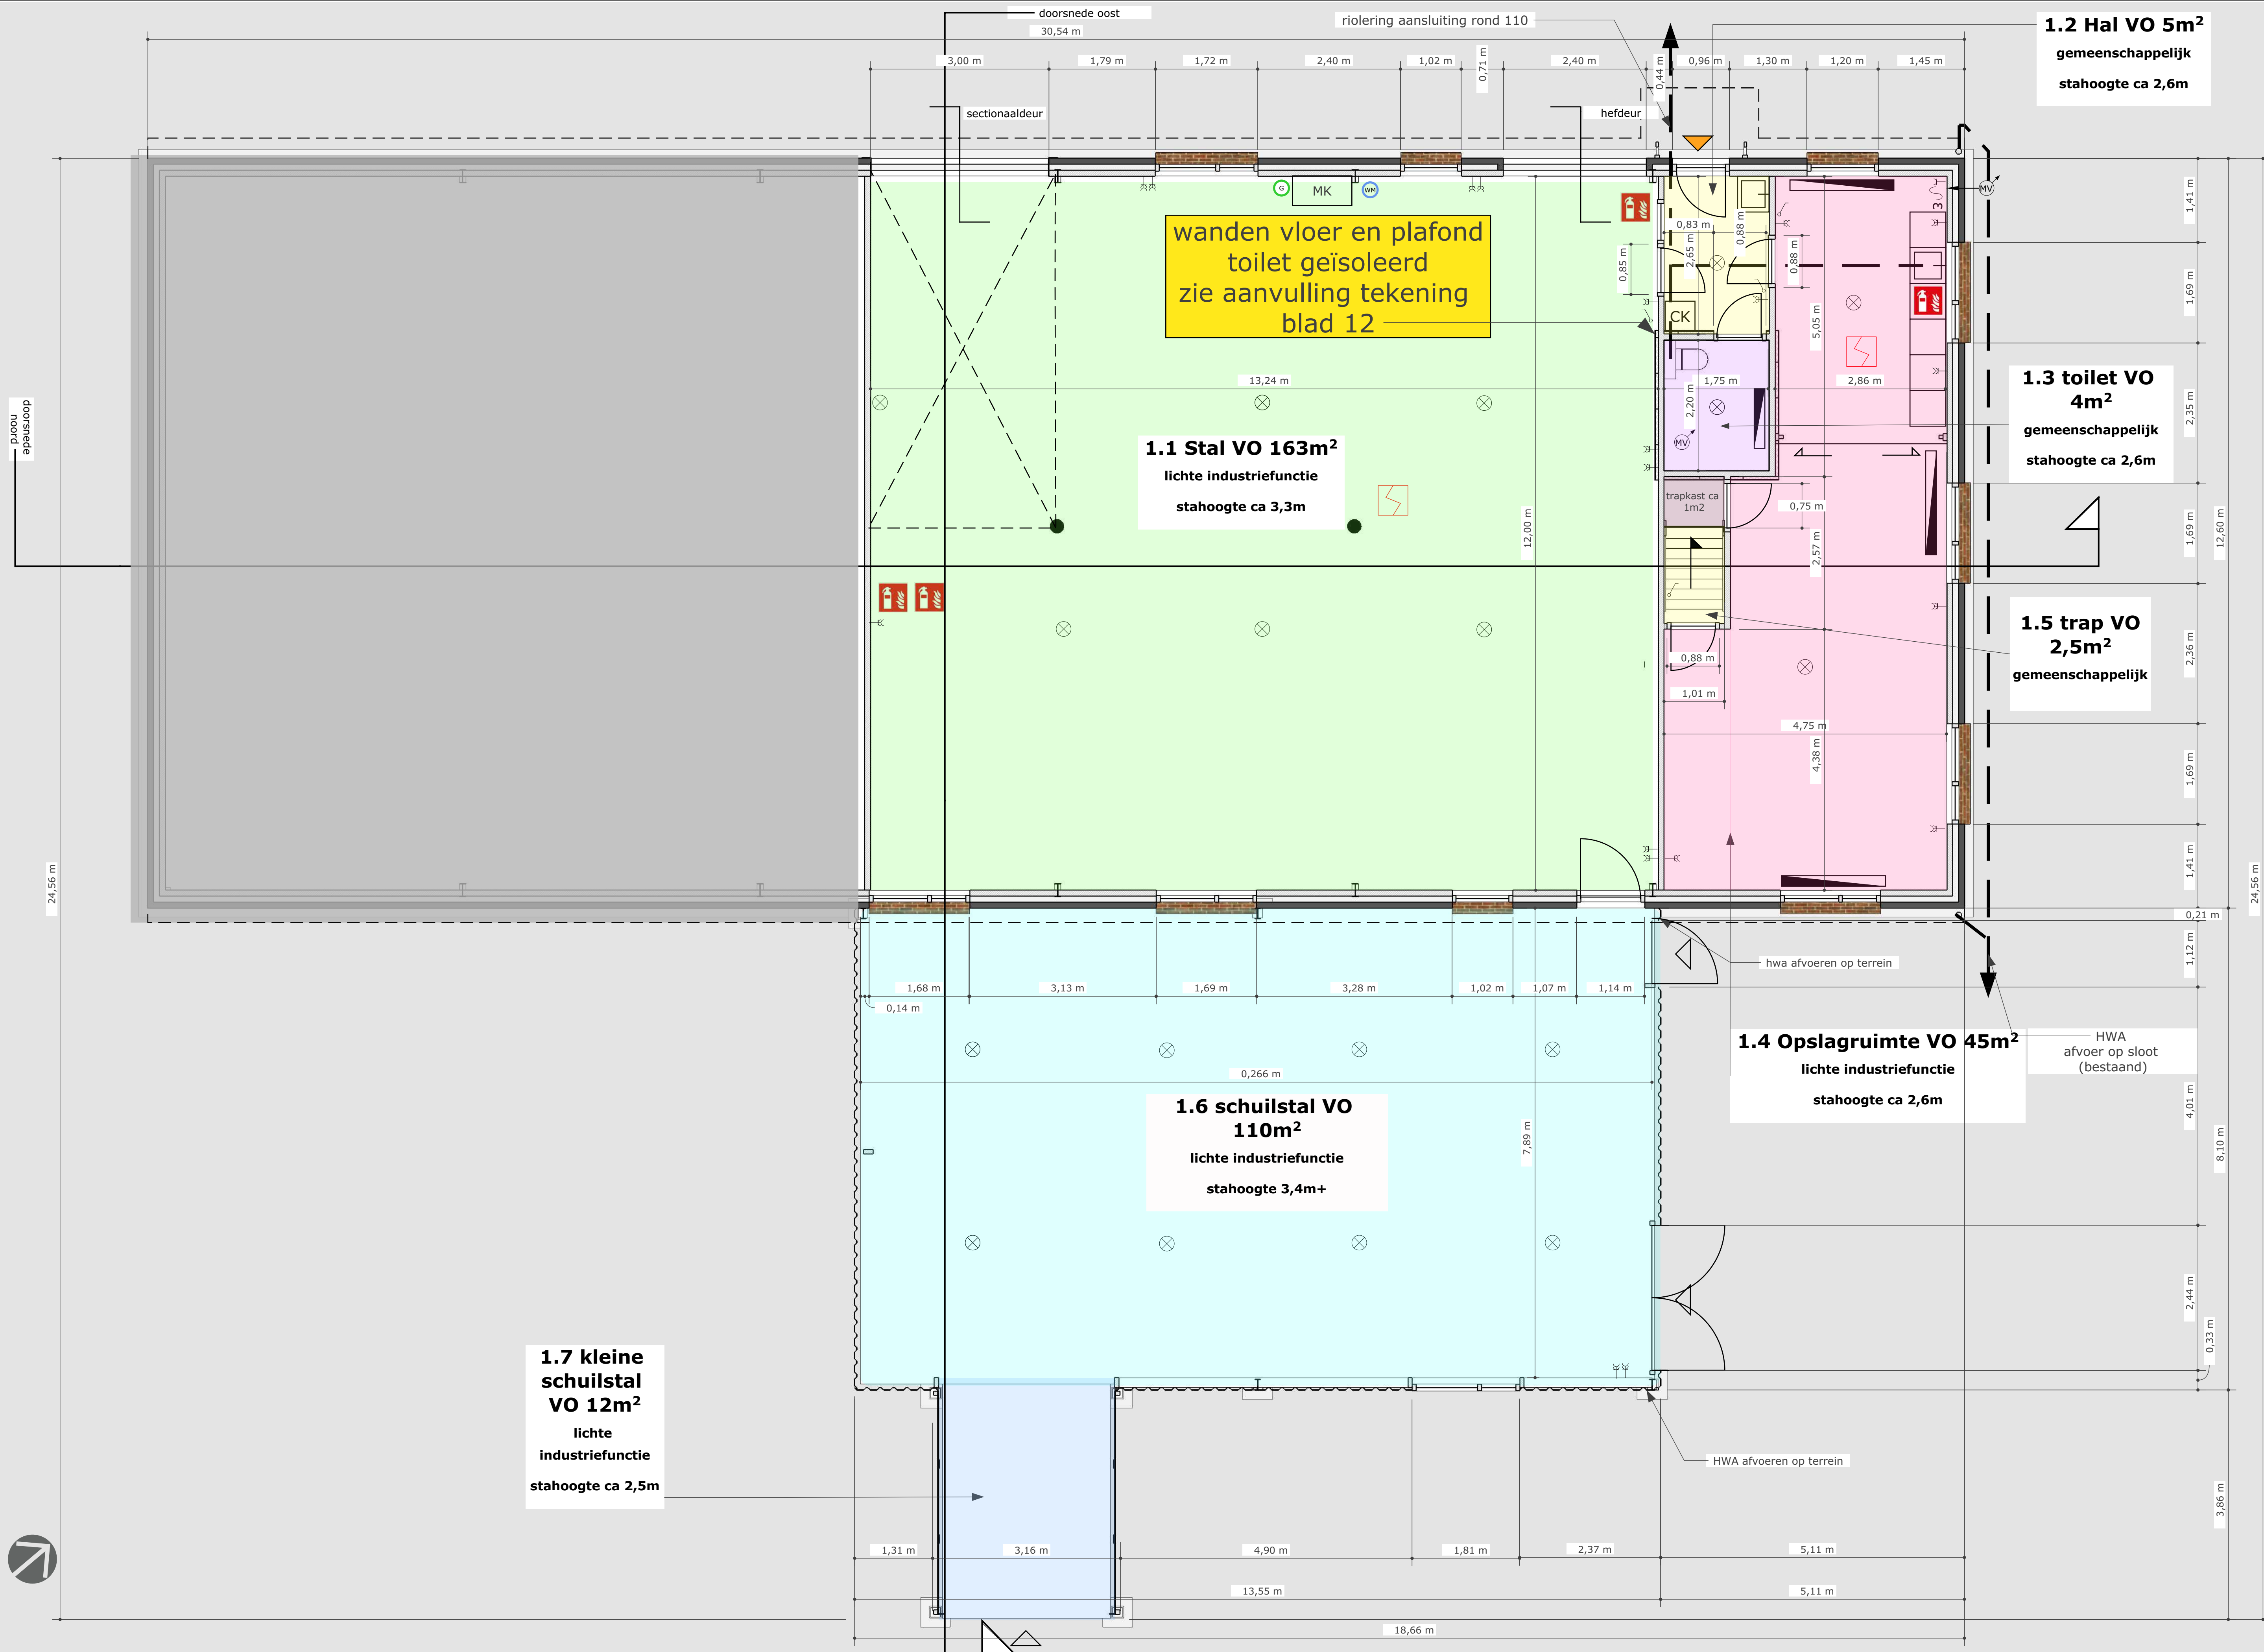 doorsnede oost
30,54 m
riolering aansluiting rond 110
1.2 Hal VO 5m²
gemeenschappelijk
stahoogte ca 2,6m
3,00 m
1,79 m
1,72 m
2,40 m
1,02 m
0,71 m
2,40 m
0,44 m
0,96 m
1,30 m
1,20 m
1,45 m
sectionaaldeur
hefdeur
G
MK
WM
MV
3
1,41 m
wanden vloer en plafond
toilet geïsoleerd
zie aanvulling tekening
blad 12
0,83 m
0,88 m
2,65 m
0,85 m
0,88 m
1,69 m
CK
5,05 m
13,24 m
1,75 m
2,86 m
2,20 m
MV
1.3 toilet VO
4m²
gemeenschappelijk
stahoogte ca 2,6m
2,35 m
doorsnede
noord
1.1 Stal VO 163m²
lichte industriefunctie
stahoogte ca 3,3m
trapkast ca
1m2
0,75 m
12,00 m
2,57 m
1,69 m
12,60 m
1.5 trap VO
2,5m²
gemeenschappelijk
2,36 m
0,88 m
1,01 m
4,75 m
4,38 m
1,69 m
1,41 m
24,56 m
24,56 m
0,21 m
1,12 m
hwa afvoeren op terrein
1,68 m
3,13 m
1,69 m
3,28 m
1,02 m
1,07 m
1,14 m
0,14 m
1.4 Opslagruimte VO 45m²
lichte industriefunctie
stahoogte ca 2,6m
HWA
afvoer op sloot
(bestaand)
0,266 m
1.6 schuilstal VO
110m²
lichte industriefunctie
stahoogte 3,4m+
7,89 m
4,01 m
8,10 m
2,44 m
0,33 m
1.7 kleine
schuilstal
VO 12m²
lichte
industriefunctie
stahoogte ca 2,5m
HWA afvoeren op terrein
3,86 m
1,31 m
3,16 m
4,90 m
1,81 m
2,37 m
5,11 m
13,55 m
5,11 m
18,66 m